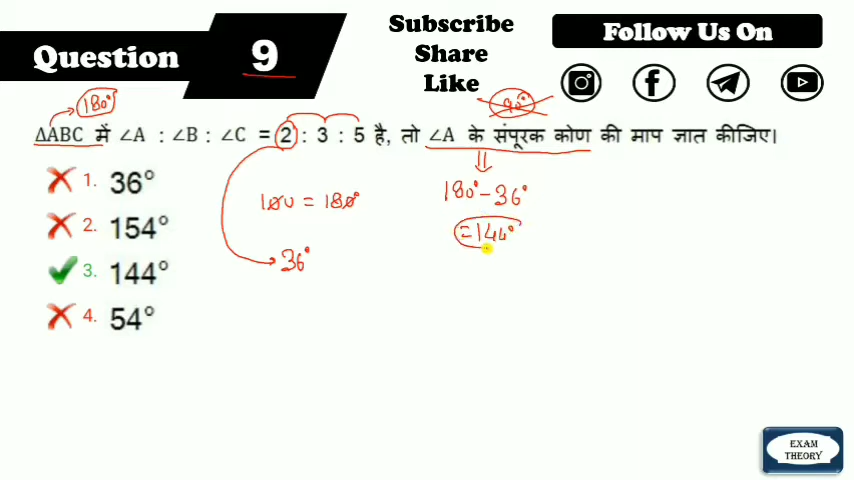 Question 9
Subscribe
Share
Like
Follow Us On
180°
90°
ΔABC में ∠A : ∠B : ∠C = 2 : 3 : 5 है, तो ∠A के संपूरक कोण की माप ज्ञात कीजिए।
1. 36°
2. 154°
3. 144°
4. 54°
10u = 180°
36°
180° - 36°
= 144°
EXAM
THEORY